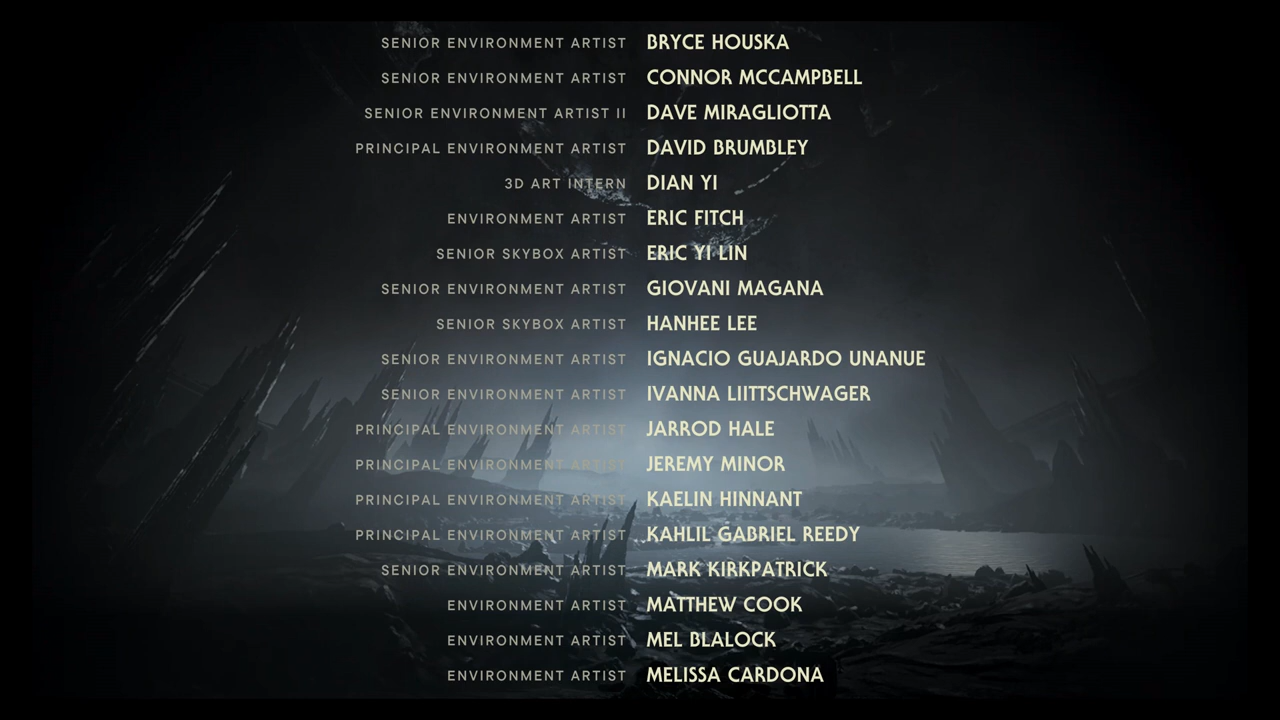 SENIOR ENVIRONMENT ARTIST BRYCE HOUSKA
SENIOR ENVIRONMENT ARTIST CONNOR MCCAMPBELL
SENIOR ENVIRONMENT ARTIST II DAVE MIRAGLIOTTA
PRINCIPAL ENVIRONMENT ARTIST DAVID BRUMBLEY
3D ART INTERN DIAN YI
ENVIRONMENT ARTIST ERIC FITCH
SENIOR SKYBOX ARTIST ERIC YI LIN
SENIOR ENVIRONMENT ARTIST GIOVANI MAGANA
SENIOR SKYBOX ARTIST HANHEE LEE
SENIOR ENVIRONMENT ARTIST IGNACIO GUAJARDO UNANUE
SENIOR ENVIRONMENT ARTIST IVANNA LIITTSCHWAGER
PRINCIPAL ENVIRONMENT ARTIST JARROD HALE
PRINCIPAL ENVIRONMENT ARTIST JEREMY MINOR
PRINCIPAL ENVIRONMENT ARTIST KAELIN HINNANT
PRINCIPAL ENVIRONMENT ARTIST KAHLIL GABRIEL REEDY
SENIOR ENVIRONMENT ARTIST MARK KIRKPATRICK
ENVIRONMENT ARTIST MATTHEW COOK
ENVIRONMENT ARTIST MEL BLALOCK
ENVIRONMENT ARTIST MELISSA CARDONA